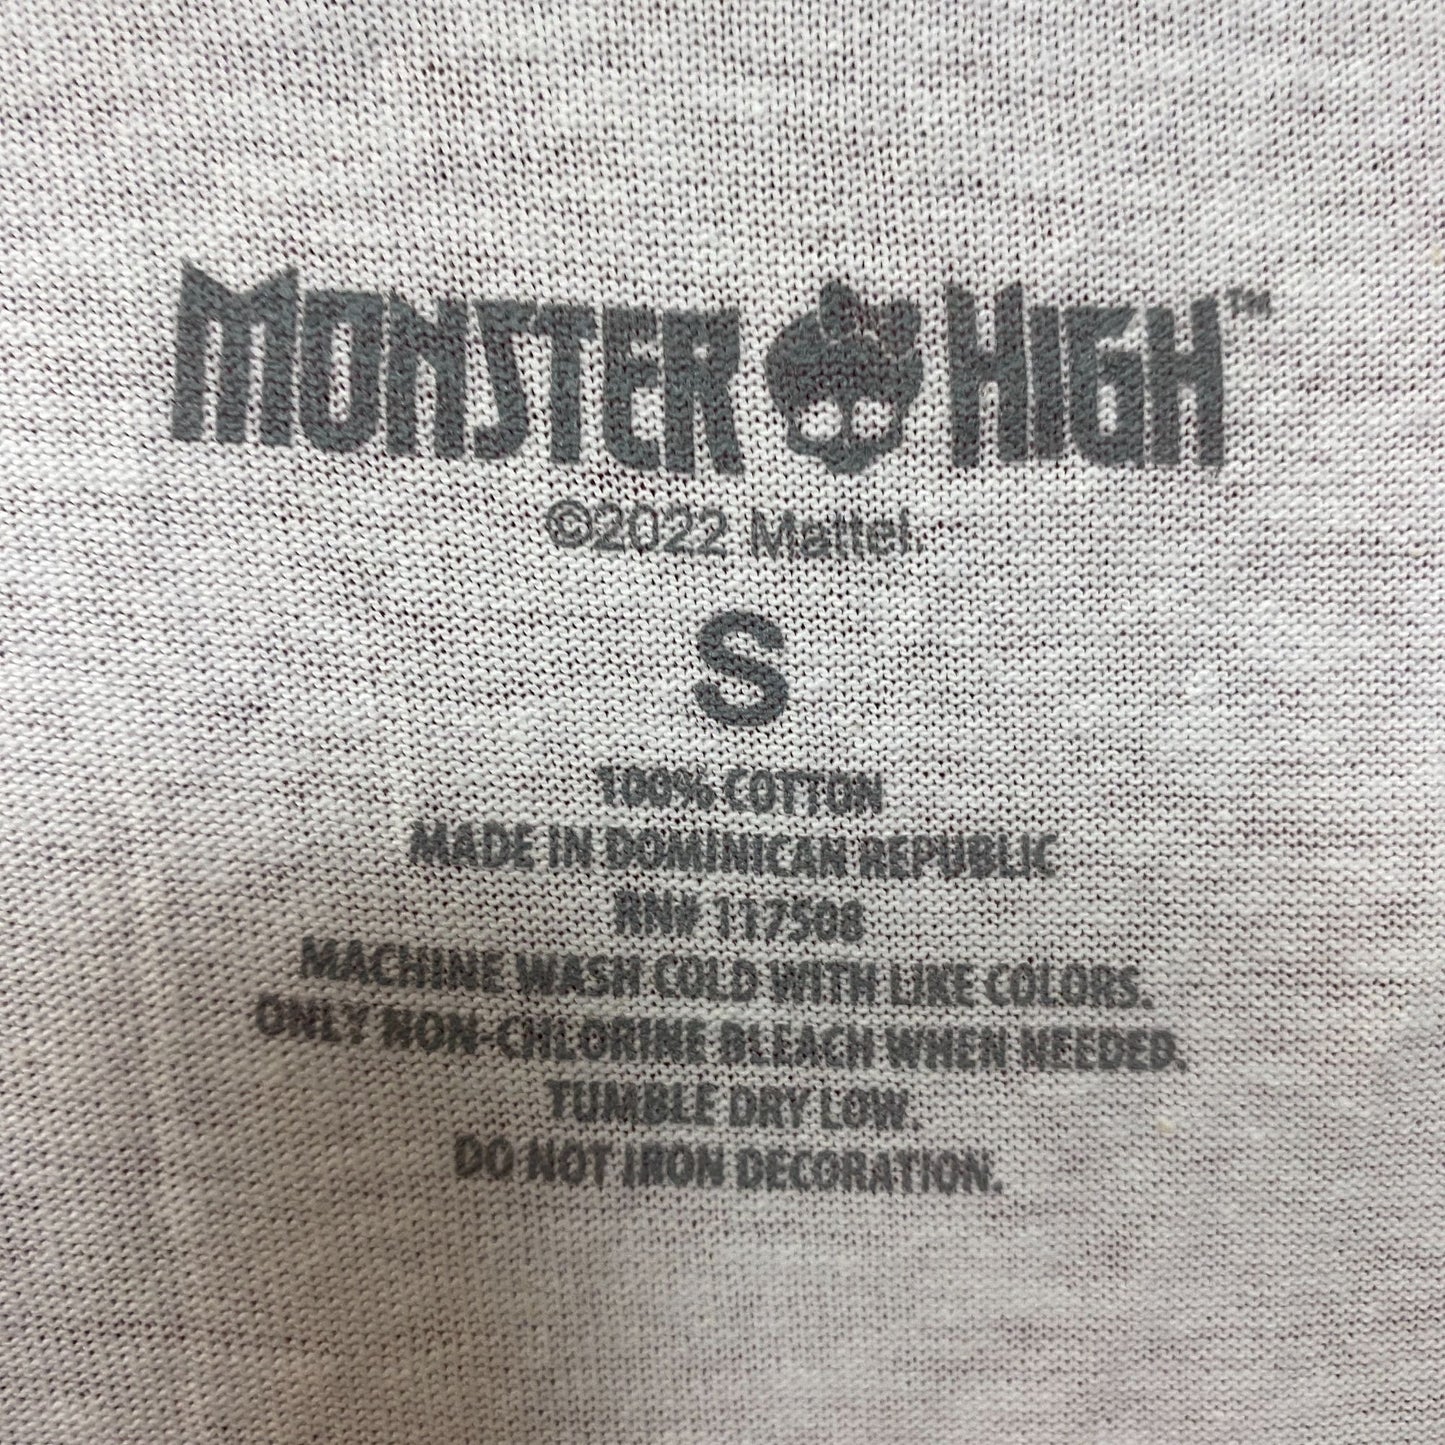 MONSTER HIGH™
©2022 Mattel.
S
100% COTTON
MADE IN DOMINICAN REPUBLIC
RN# 117508
MACHINE WASH COLD WITH LIKE COLORS.
ONLY NON-CHLORINE BLEACH WHEN NEEDED.
TUMBLE DRY LOW.
DO NOT IRON DECORATION.